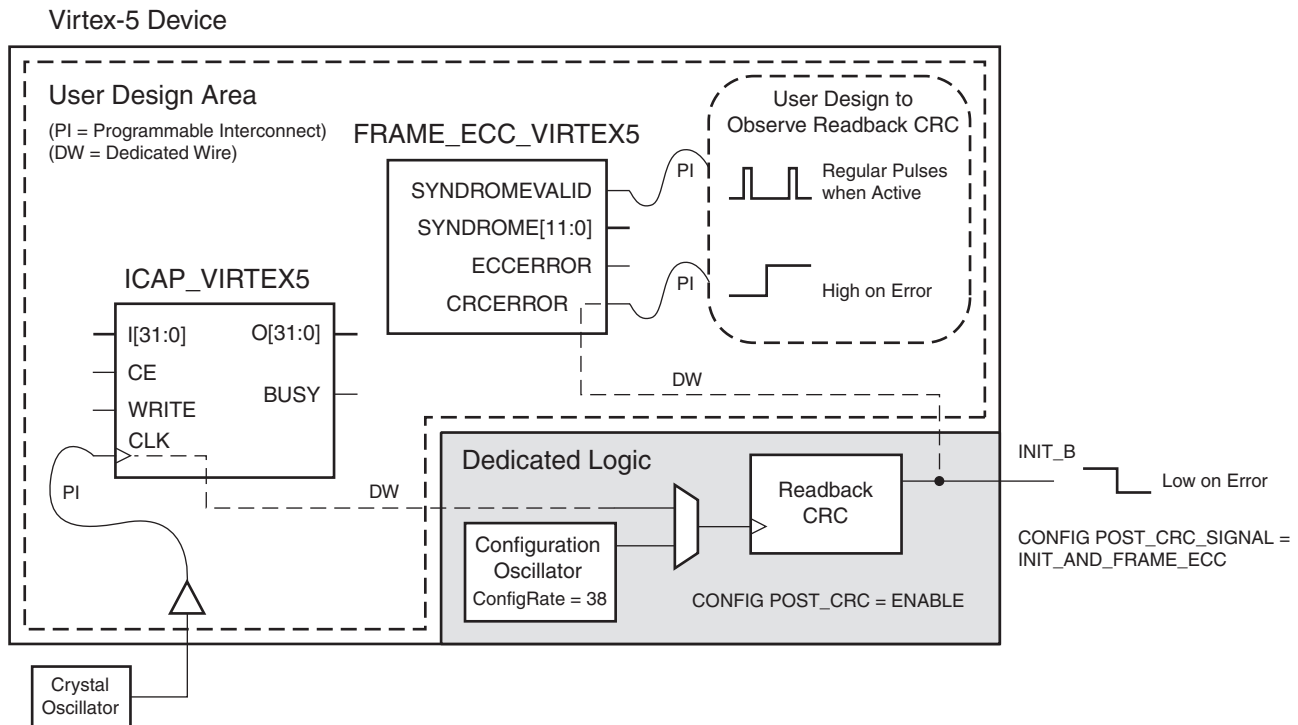 Virtex-5 Device
User Design Area
(PI = Programmable Interconnect)
(DW = Dedicated Wire)
FRAME_ECC_VIRTEX5
SYNDROMEVALID
SYNDROME[11:0]
ECCERROR
CRCERROR
PI
PI
User Design to
Observe Readback CRC
Regular Pulses
when Active
High on Error
ICAP_VIRTEX5
I[31:0]
O[31:0]
CE
BUSY
WRITE
CLK
PI
DW
DW
Dedicated Logic
Configuration
Oscillator
ConfigRate = 38
Readback
CRC
CONFIG POST_CRC = ENABLE
INIT_B
Low on Error
CONFIG POST_CRC_SIGNAL =
INIT_AND_FRAME_ECC
Crystal
Oscillator